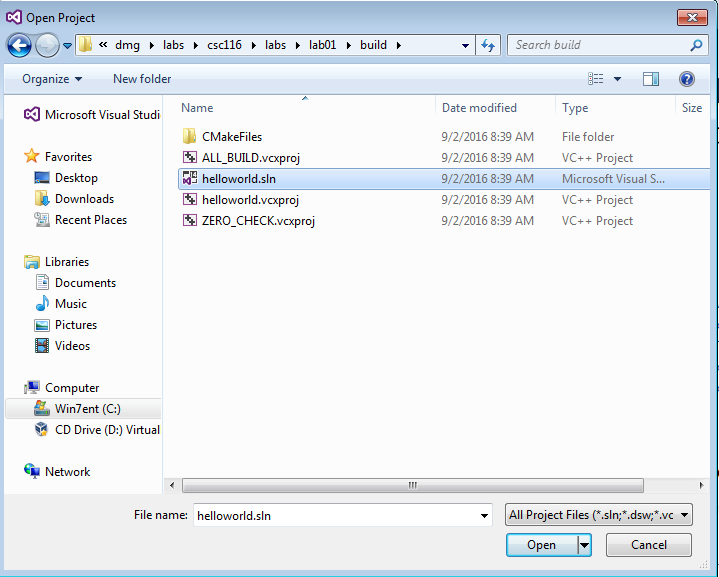 Open Project
« dmg labs csc116 labs lab01 build
Search build
Organize New folder
Name Date modified Type Size
Microsoft Visual Studi
Favorites
Desktop
Downloads
Recent Places
Libraries
Documents
Music
Pictures
Videos
Computer
Win7ent (C:)
CD Drive (D:) Virtual
Network
CMakeFiles 9/2/2016 8:39 AM File folder
ALL_BUILD.vcxproj 9/2/2016 8:39 AM VC++ Project
helloworld.sln 9/2/2016 8:39 AM Microsoft Visual S...
helloworld.vcxproj 9/2/2016 8:39 AM VC++ Project
ZERO_CHECK.vcxproj 9/2/2016 8:39 AM VC++ Project
File name: helloworld.sln
All Project Files (*.sln;*.dsw;*.vc
Open Cancel